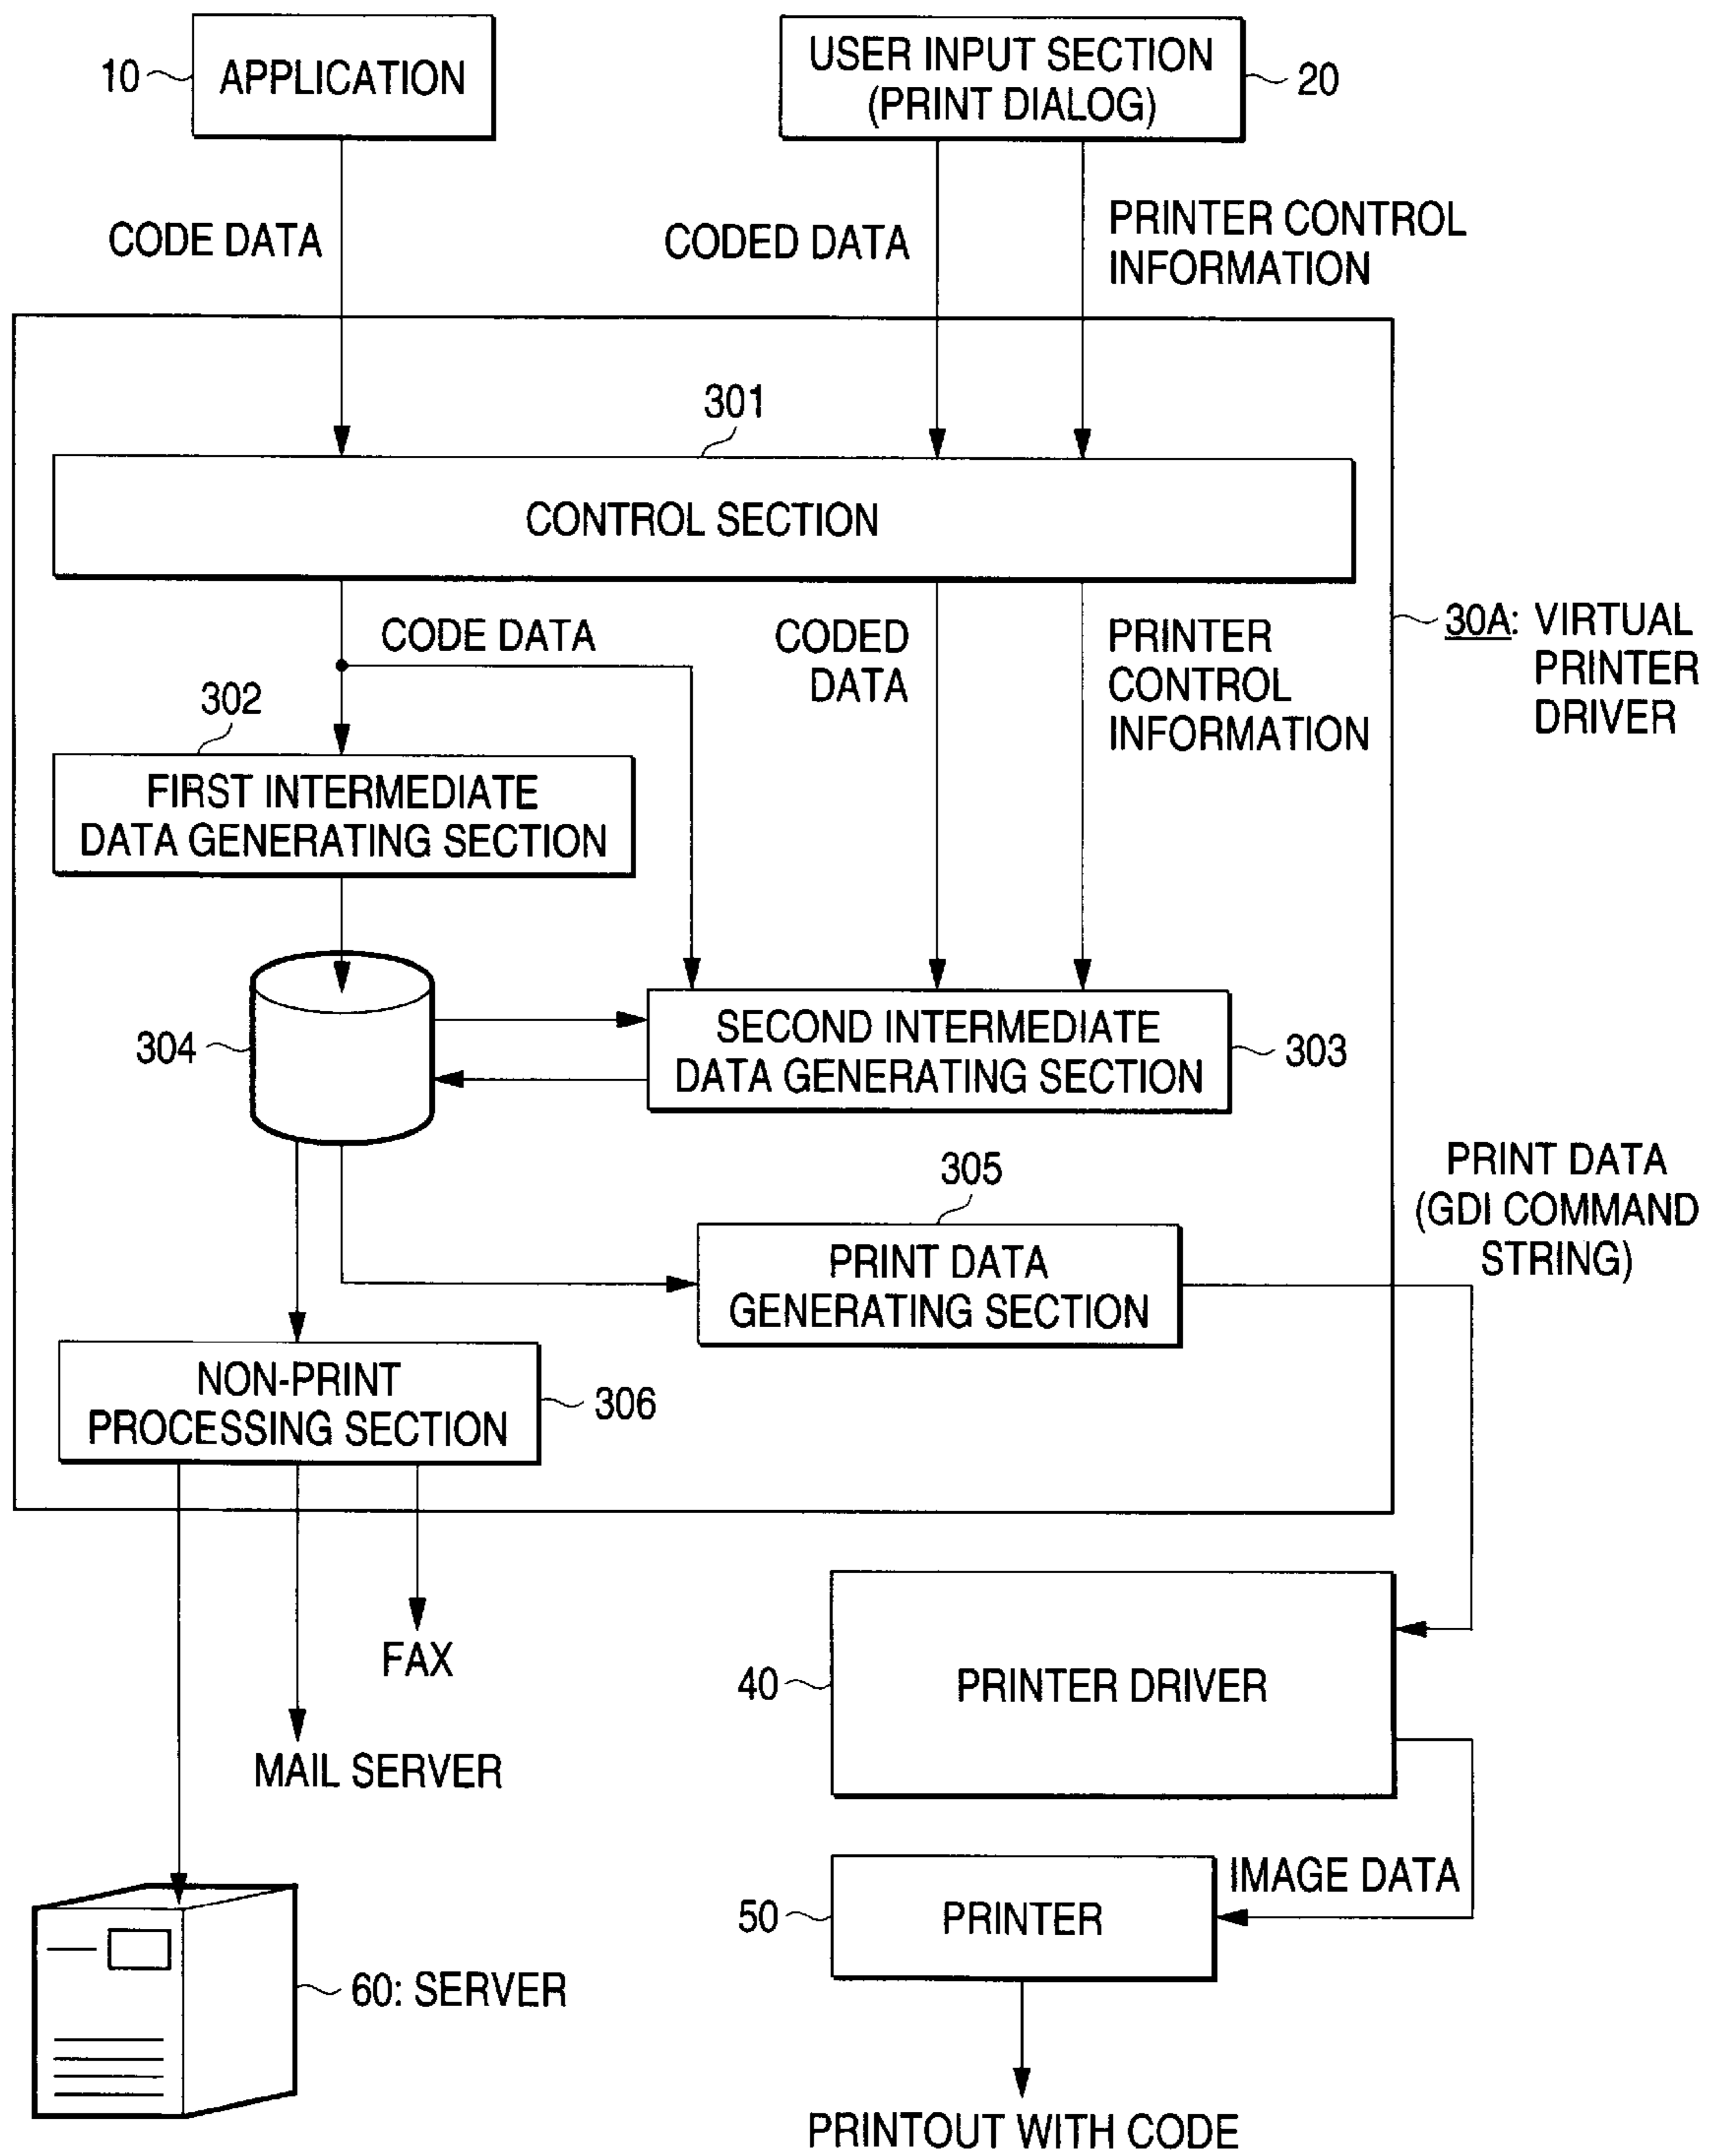 10
APPLICATION
USER INPUT SECTION
(PRINT DIALOG)
20
CODE DATA
CODED DATA
PRINTER CONTROL
INFORMATION
301
CONTROL SECTION
CODE DATA
CODED
DATA
PRINTER
CONTROL
INFORMATION
30A: VIRTUAL
PRINTER
DRIVER
302
FIRST INTERMEDIATE
DATA GENERATING SECTION
304
SECOND INTERMEDIATE
DATA GENERATING SECTION
303
305
PRINT DATA
GENERATING SECTION
PRINT DATA
(GDI COMMAND
STRING)
NON-PRINT
PROCESSING SECTION
306
FAX
MAIL SERVER
40
PRINTER DRIVER
IMAGE DATA
50
PRINTER
60: SERVER
PRINTOUT WITH CODE